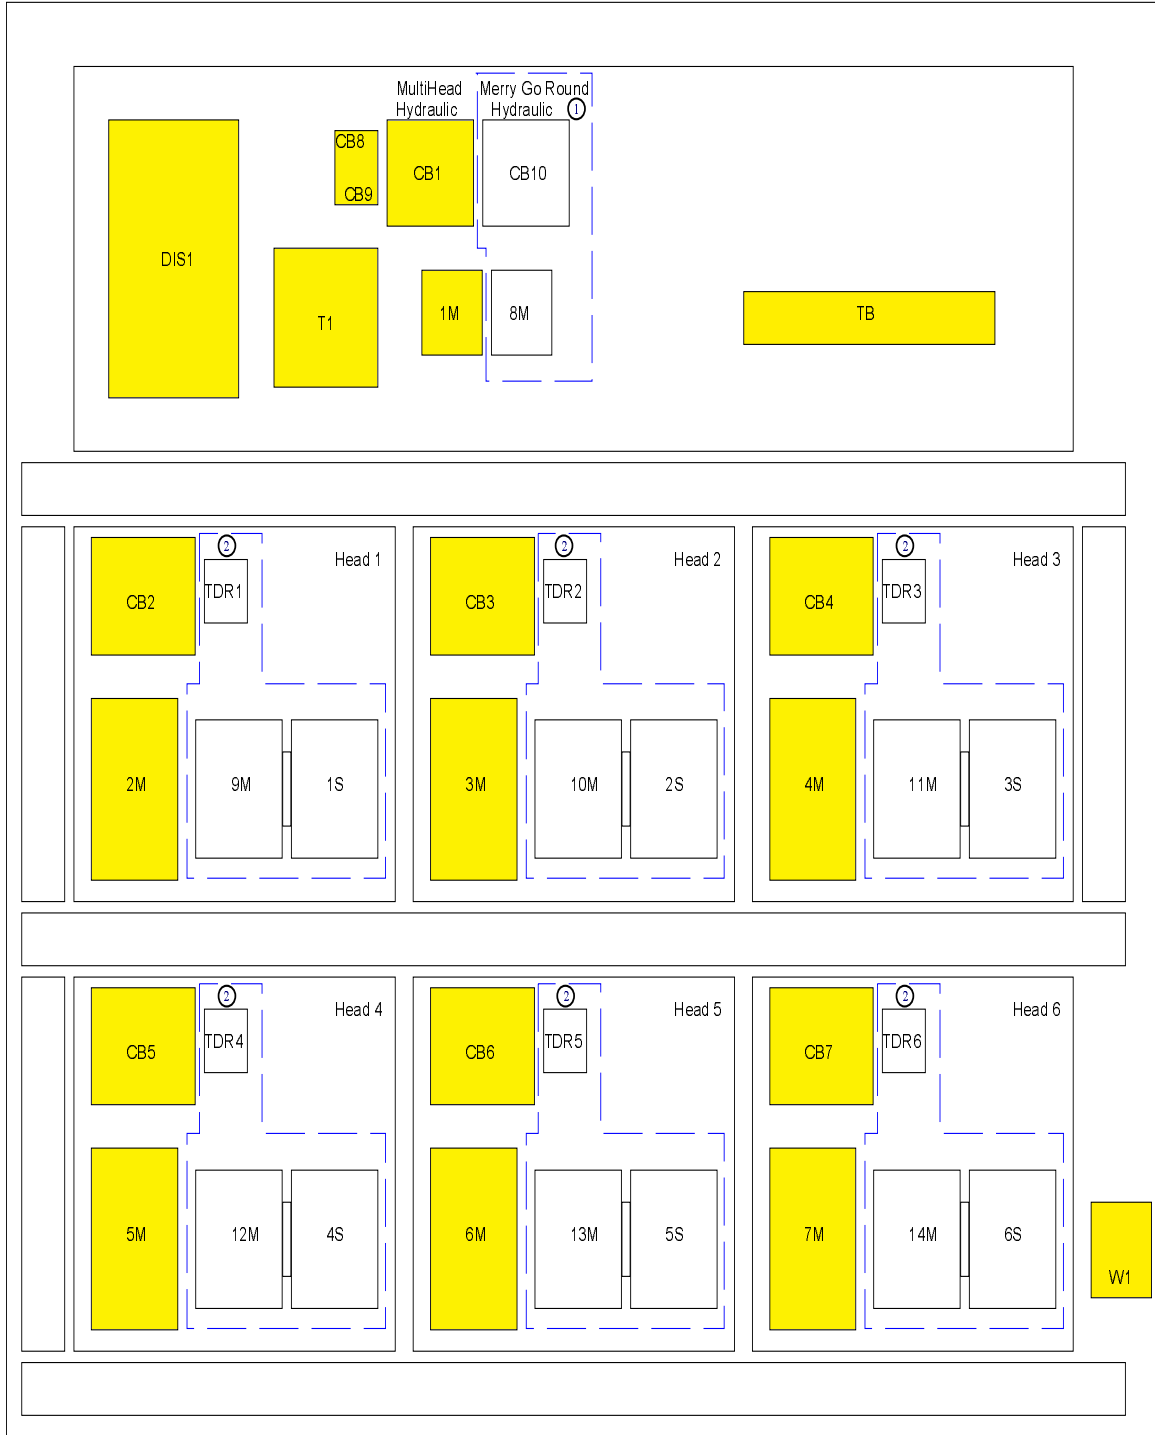 MultiHead
Hydraulic
Merry Go Round
Hydraulic
1
CB8
CB9
CB1
CB10
DIS1
T1
1M
8M
TB
2
Head 1
CB2
TDR1
2M
9M
1S
2
Head 2
CB3
TDR2
3M
10M
2S
2
Head 3
CB4
TDR3
4M
11M
3S
2
Head 4
CB5
TDR4
5M
12M
4S
2
Head 5
CB6
TDR5
6M
13M
5S
2
Head 6
CB7
TDR6
7M
14M
6S
W1